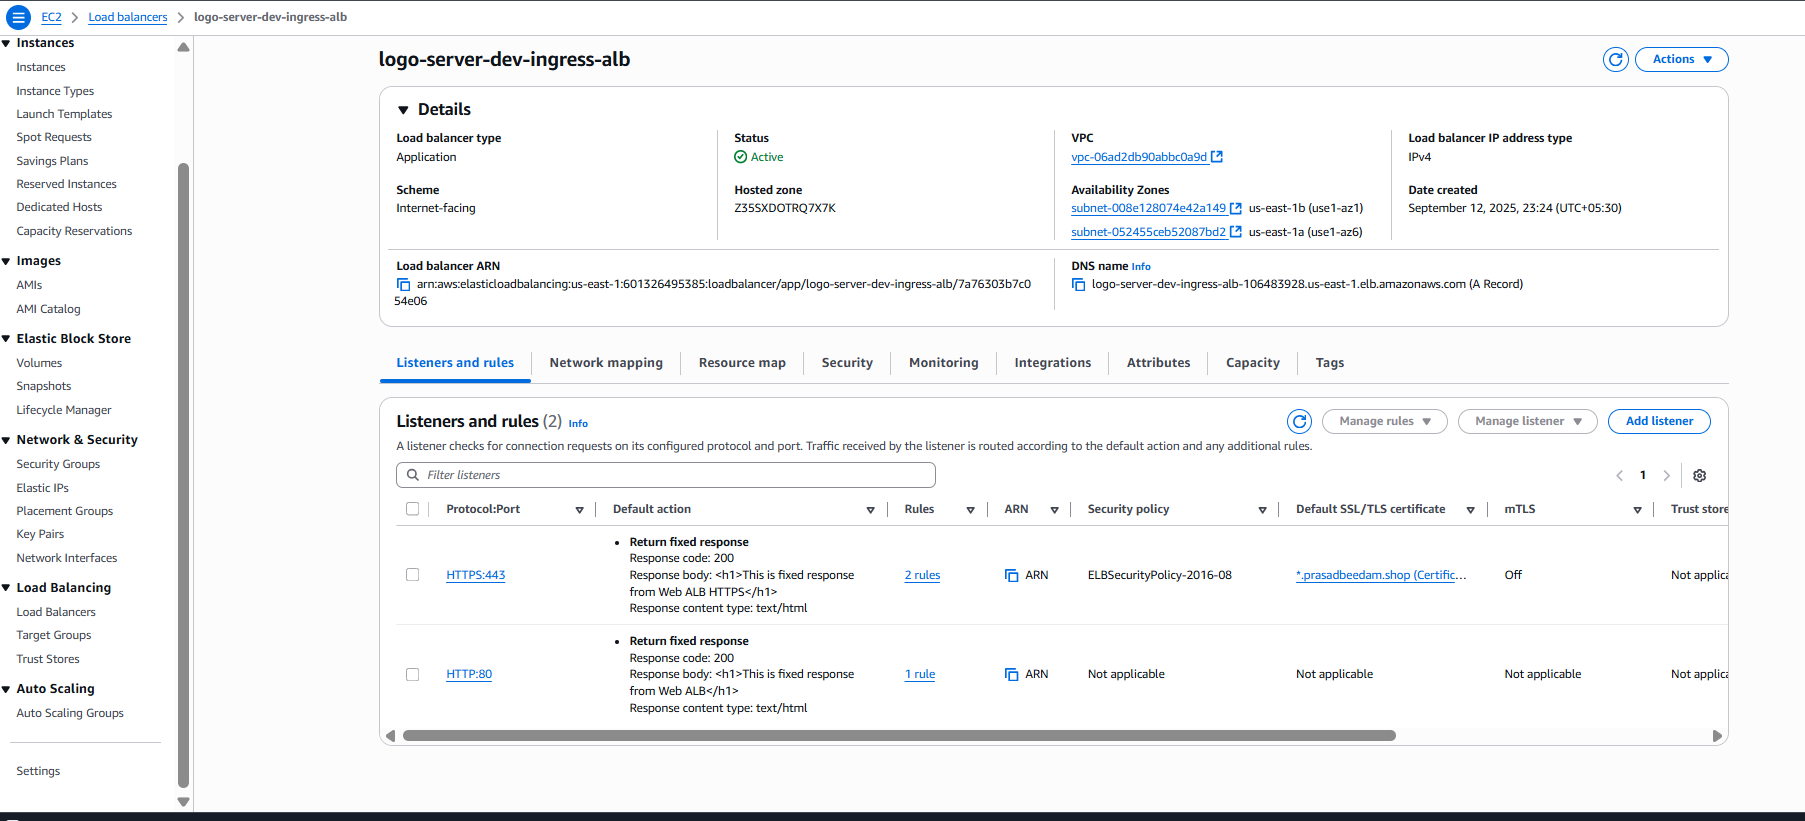 EC2 > Load balancers > logo-server-dev-ingress-alb
Instances
Instances
Instance Types
Launch Templates
Spot Requests
Savings Plans
Reserved Instances
Dedicated Hosts
Capacity Reservations
Images
AMIs
AMI Catalog
Elastic Block Store
Volumes
Snapshots
Lifecycle Manager
Network & Security
Security Groups
Elastic IPs
Placement Groups
Key Pairs
Network Interfaces
Load Balancing
Load Balancers
Target Groups
Trust Stores
Auto Scaling
Auto Scaling Groups
Settings
logo-server-dev-ingress-alb
Actions
Details
Load balancer type
Application
Status
Active
VPC
vpc-06ad2db90abbc0a9d
Load balancer IP address type
IPv4
Scheme
Internet-facing
Hosted zone
Z35SXDOTRQ7X7K
Availability Zones
subnet-008e128074e42a149 us-east-1b (use1-az1)
subnet-052455ceb52087bd2 us-east-1a (use1-az6)
Date created
September 12, 2025, 23:24 (UTC+05:30)
Load balancer ARN
arn:aws:elasticloadbalancing:us-east-1:601326495385:loadbalancer/app/logo-server-dev-ingress-alb/7a76303b7c0
54e06
DNS name Info
logo-server-dev-ingress-alb-106483928.us-east-1.elb.amazonaws.com (A Record)
Listeners and rules Network mapping Resource map Security Monitoring Integrations Attributes Capacity Tags
Listeners and rules (2) Info
Manage rules Manage listener Add listener
A listener checks for connection requests on its configured protocol and port. Traffic received by the listener is routed according to the default action and any additional rules.
Filter listeners
1
Protocol:Port Default action Rules ARN Security policy Default SSL/TLS certificate mTLS Trust store
HTTPS:443
• Return fixed response
Response code: 200
Response body: <h1>This is fixed response
from Web ALB HTTPS</h1>
Response content type: text/html
2 rules
ARN
ELBSecurityPolicy-2016-08
*.prasadbeedam.shop (Certific...
Off
Not applica
HTTP:80
• Return fixed response
Response code: 200
Response body: <h1>This is fixed response
from Web ALB</h1>
Response content type: text/html
1 rule
ARN
Not applicable
Not applicable
Not applicable
Not applica